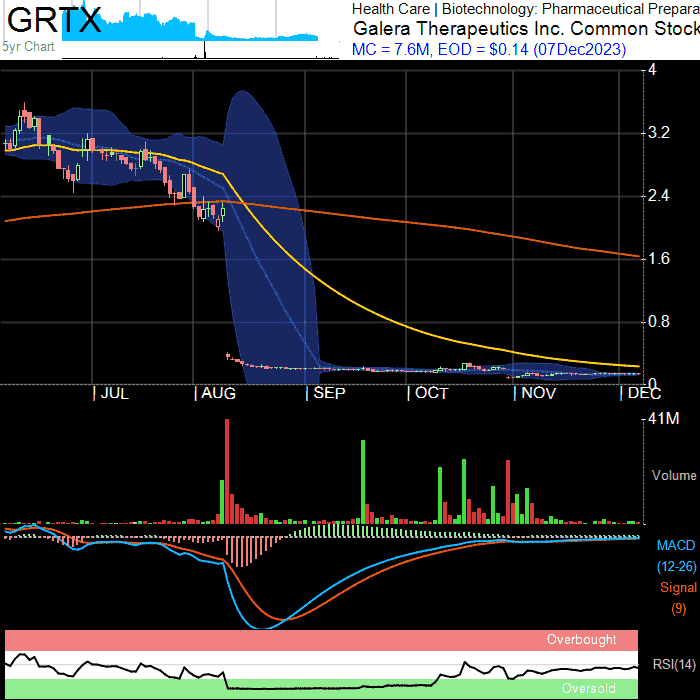 GRTX
5yr Chart
Health Care | Biotechnology: Pharmaceutical Prepara
Galera Therapeutics Inc. Common Stock
MC = 7.6M, EOD = $0.14 (07Dec2023)
4
3.2
2.4
1.6
0.8
0
| JUL | AUG | SEP | OCT | NOV | DEC
41M
Volume
MACD
(12-26)
Signal
(9)
Overbought
RSI(14)
Oversold